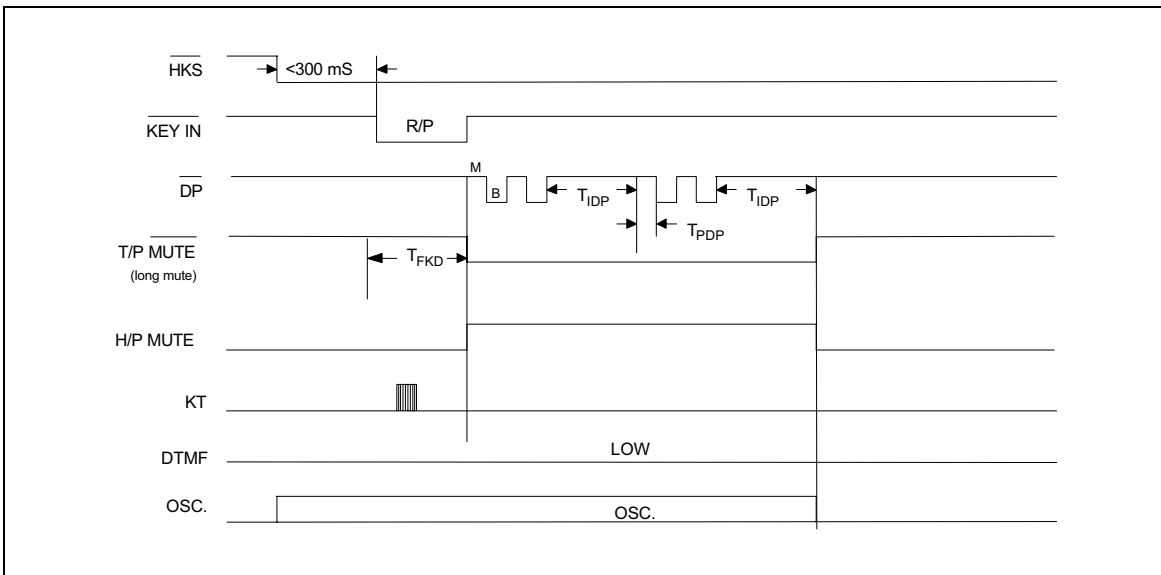 HKS
<300 mS
KEY IN
R/P
DP
M
B
TIDP
TPDP
TIDP
T/P MUTE
(long mute)
TFKD
H/P MUTE
KT
DTMF
LOW
OSC.
OSC.